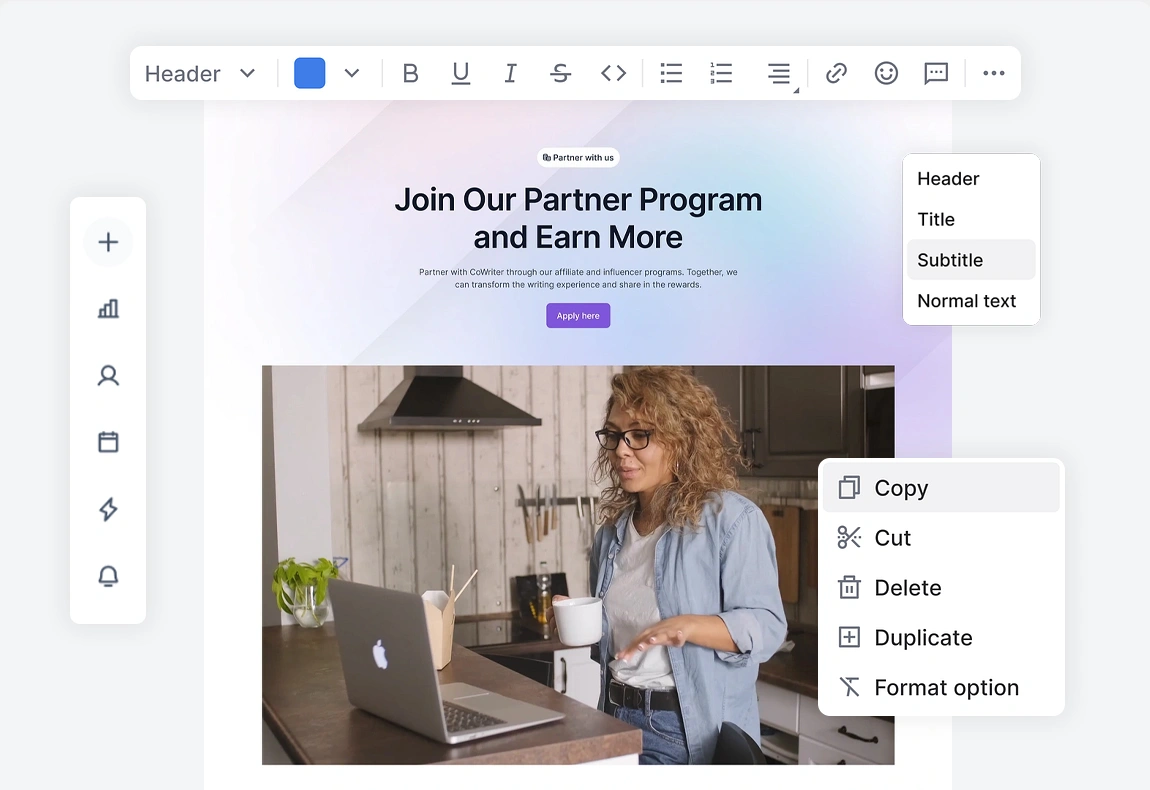 Header
B U I S
Partner with us
Join Our Partner Program
and Earn More
Partner with CoWriter through our affiliate and influencer programs. Together, we
can transform the writing experience and share in the rewards.
Apply here
Header
Title
Subtitle
Normal text
Copy
Cut
Delete
Duplicate
Format option